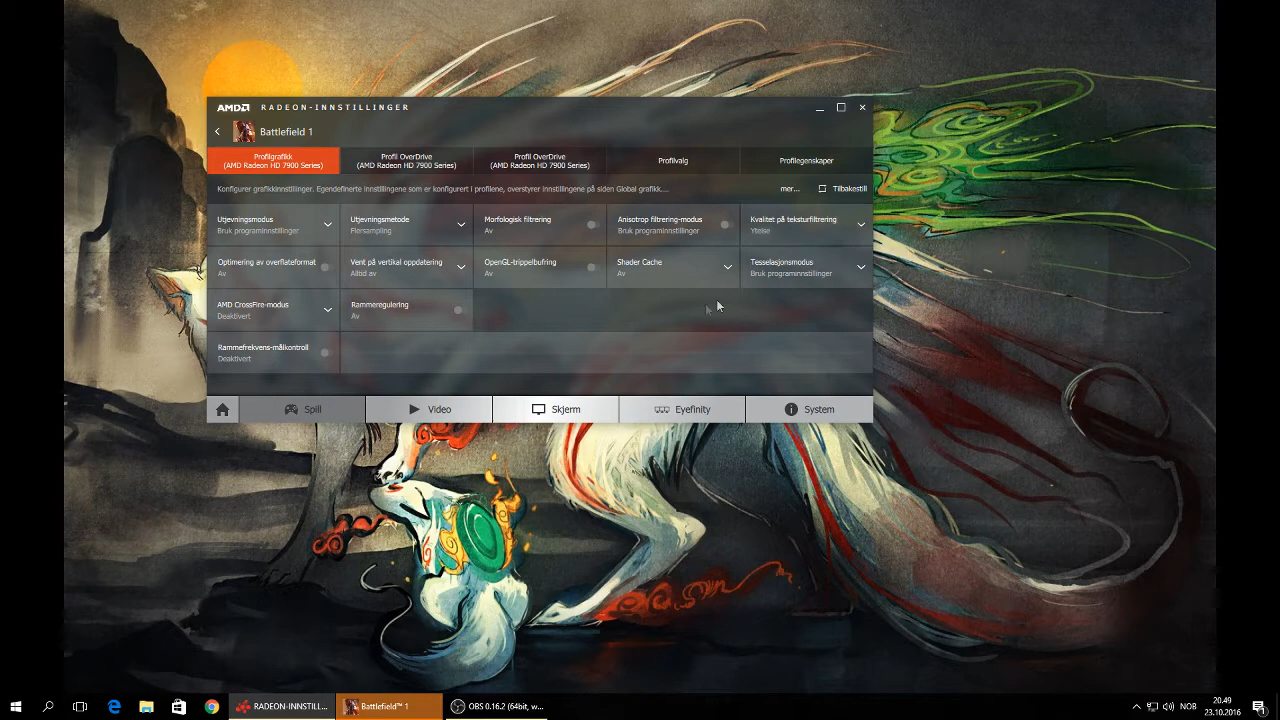 AMD RADEON-INNSTILLINGER
Battlefield 1
Profilgrafikk
(AMD Radeon HD 7900 Series)
Profil OverDrive
(AMD Radeon HD 7900 Series)
Profil OverDrive
(AMD Radeon HD 7900 Series)
Profilvalg
Profilegenskaper
Konfigurer grafikkinnstillinger. Egendefinerte innstillingene som er konfigurert i profilene, overstyrer innstillingene på siden Global grafikk....
mer...
Tilbakestill
Utjevningsmodus
Bruk programinnstillinger
Utjevningsmetode
Flersampling
Morfologisk filtrering
Av
Anisotrop filtrering-modus
Bruk programinnstillinger
Kvalitet på teksturfiltrering
Ytelse
Optimering av overflateformat
Av
Vent på vertikal oppdatering
Alltid av
OpenGL-trippelbufring
Av
Shader Cache
Av
Tesselasjonsmodus
Bruk programinnstillinger
AMD CrossFire-modus
Deaktivert
Rammeregulering
Av
Rammefrekvens-målkontroll
Deaktivert
Spill
Video
Skjerm
Eyefinity
System
RADEON-INNSTILL...
Battlefield™ 1
OBS 0.16.2 (64bit, w...
NOB
20.49
23.10.2016